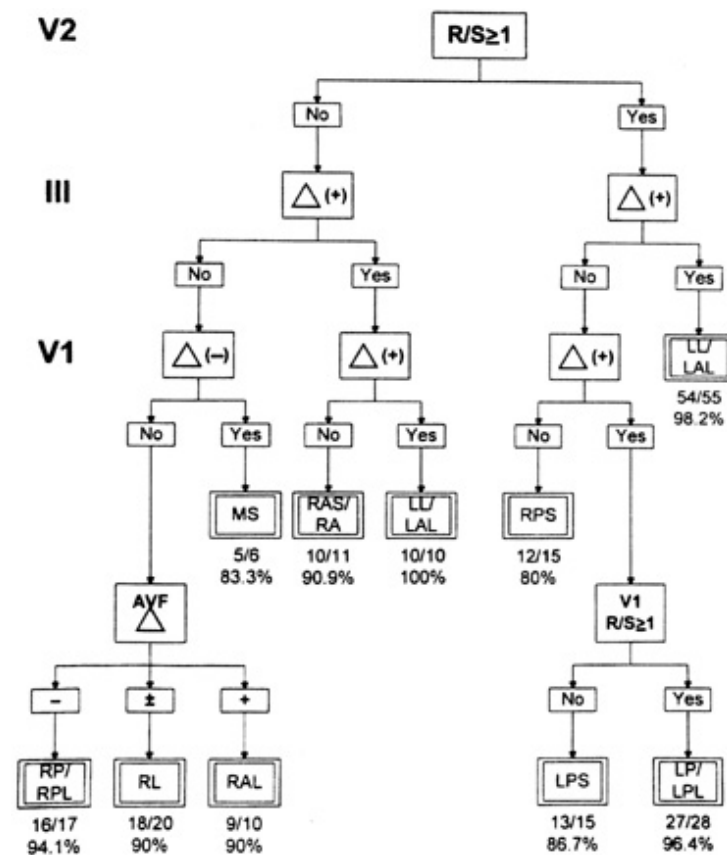 V2
R/S≥1
No
Yes
III
△ (+)
△ (+)
No
Yes
No
Yes
V1
△ (–)
△ (+)
△ (+)
LL/
LAL
54/55
98.2%
No
Yes
No
Yes
No
Yes
MS
RAS/
RA
LL/
LAL
RPS
5/6
10/11
10/10
12/15
83.3%
90.9%
100%
80%
AVF
△
V1
R/S≥1
–
±
+
No
Yes
RP/
RPL
RL
RAL
LPS
LP/
LPL
16/17
18/20
9/10
13/15
27/28
94.1%
90%
90%
86.7%
96.4%